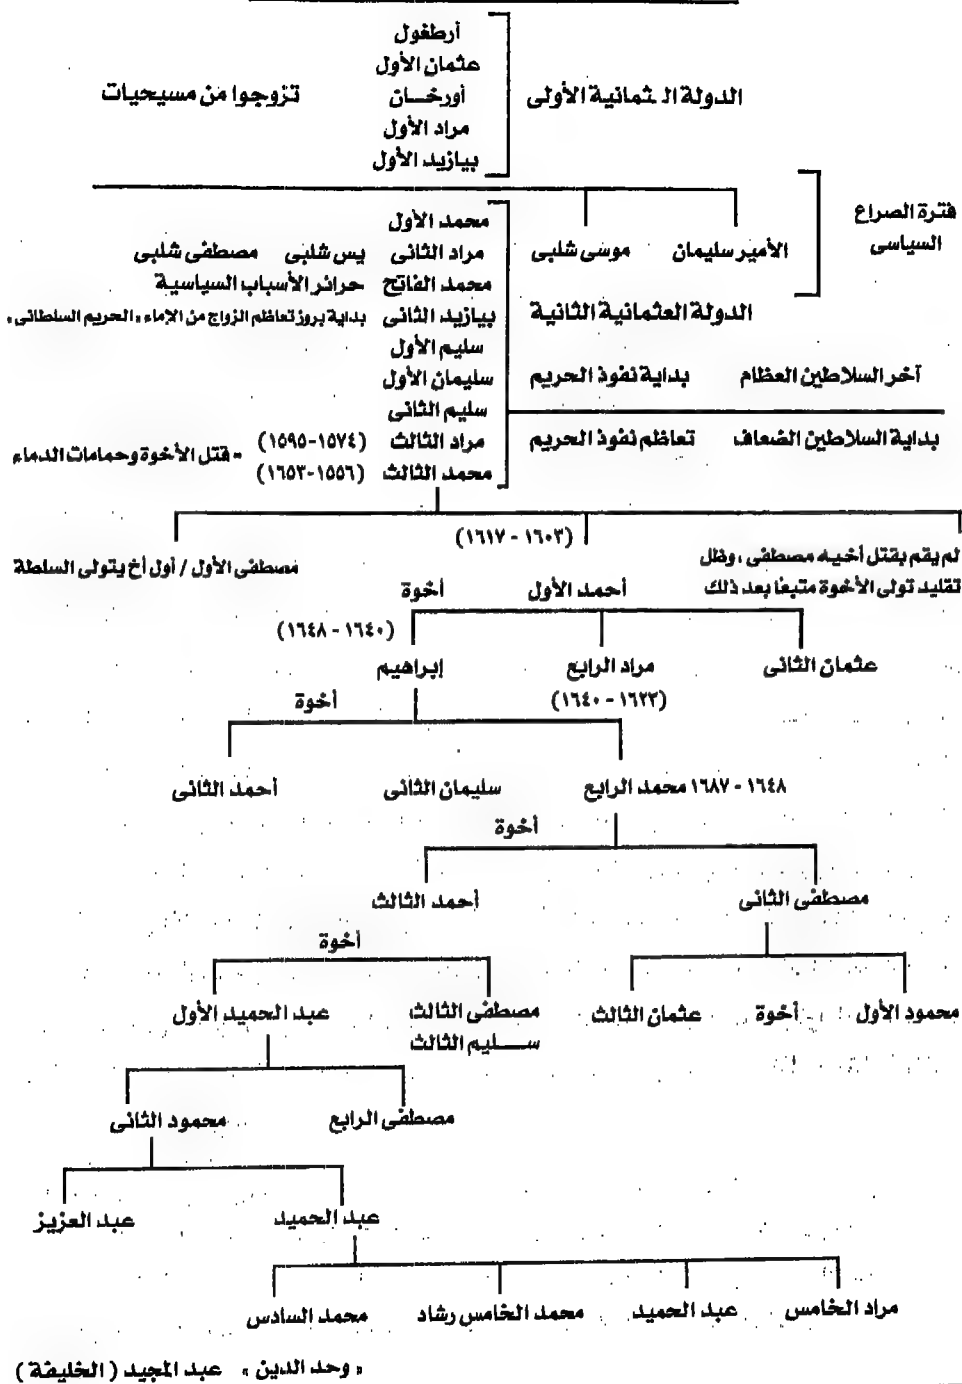 أرطغول
عثمان الأول
الدولة العثمانية الأولى أورخان تزوجوا من مسيحيات
مراد الأول
بيازيد الأول
فترة الصراع
السياسى
محمد الأول
الأمير سليمان موسى شلبى مراد الثانى يس شلبى مصطفى شلبى
محمد الفاتح حرائر الأسباب السياسية
الدولة العثمانية الثانية بيازيد الثانى بداية بروز تعاظم الزواج من الإماء «الحريم السلطانى»
سليم الأول
آخر السلاطين العظام بداية نفوذ الحريم سليمان الأول
سليم الثانى
بداية السلاطين الضعاف تعاظم نفوذ الحريم مراد الثالث (١٥٧٤-١٥٩٥) * قتل الأخوة وحمامات الدماء
محمد الثالث (١٥٥٦-١٦٥٣)
(١٦٠٣ - ١٦١٧)
لم يقم بقتل أخيه مصطفى، وظل
تقليد تولى الأخوة متبعا بعد ذلك
مصطفى الأول / أول أخ يتولى السلطة
أحمد الأول أخوة
(١٦٤٠ - ١٦٤٨)
عثمان الثانى مراد الرابع إبراهيم
(١٦٢٣ - ١٦٤٠) أخوة
١٦٤٨ - ١٦٨٧ محمد الرابع سليمان الثانى أحمد الثانى
أخوة
مصطفى الثانى أحمد الثالث
أخوة
محمود الأول أخوة عثمان الثالث مصطفى الثالث عبد الحميد الأول
سليم الثالث
مصطفى الرابع محمود الثانى
عبد الحميد عبد العزيز
مراد الخامس عبد الحميد محمد الخامس رشاد محمد السادس
« وحد الدين » عبد المجيد (الخليفة)